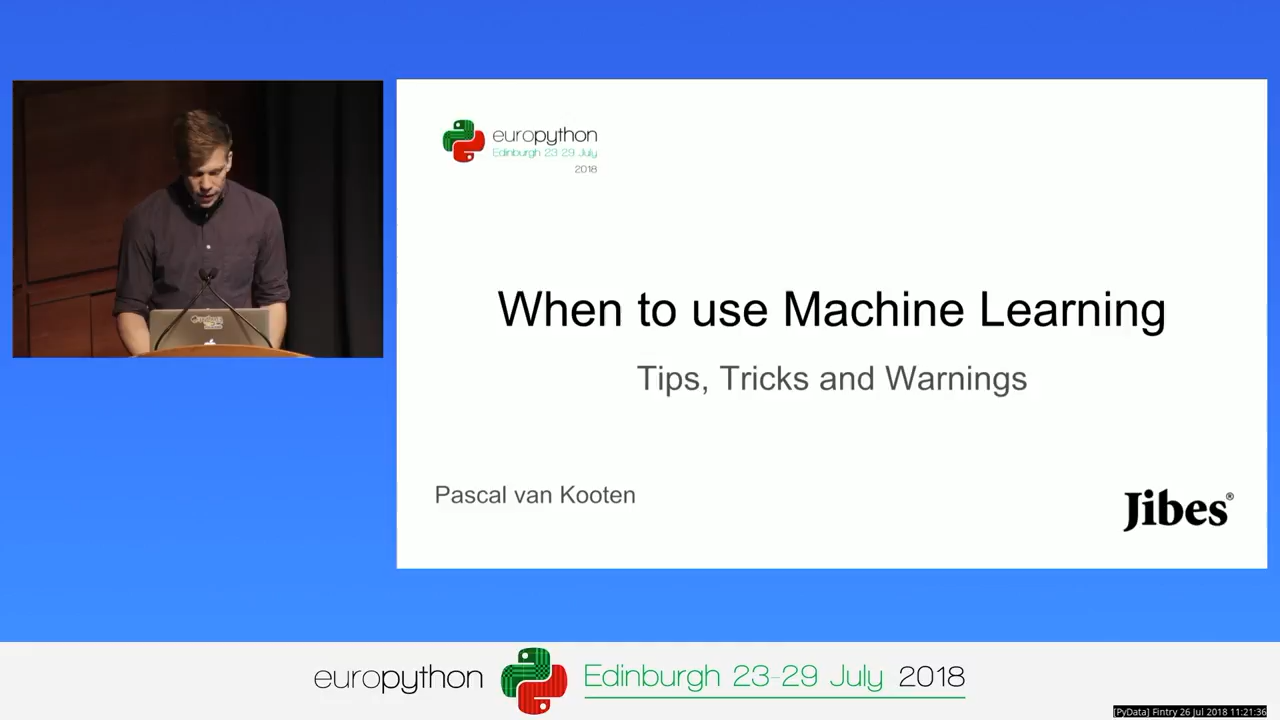 europython
Edinburgh 23-29 July
2018
When to use Machine Learning
Tips, Tricks and Warnings
Pascal van Kooten
Jibes®
europython Edinburgh 23-29 July 2018
[PyData] Fintry 26 Jul 2018 11:21:36